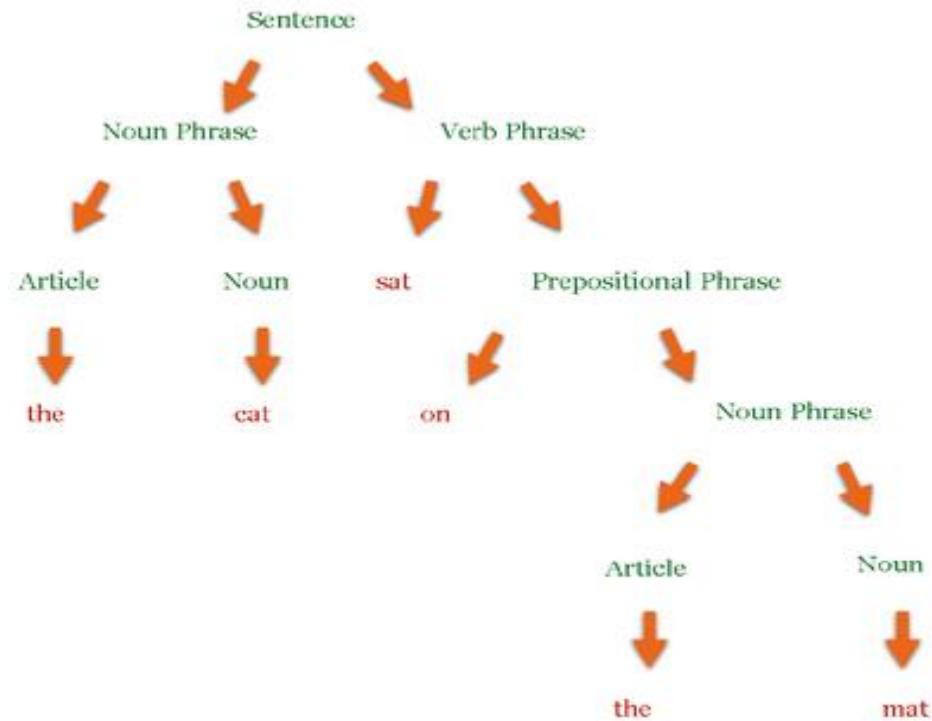 Sentence
Noun Phrase Verb Phrase
Article Noun sat Prepositional Phrase
the cat on Noun Phrase
Article Noun
the mat